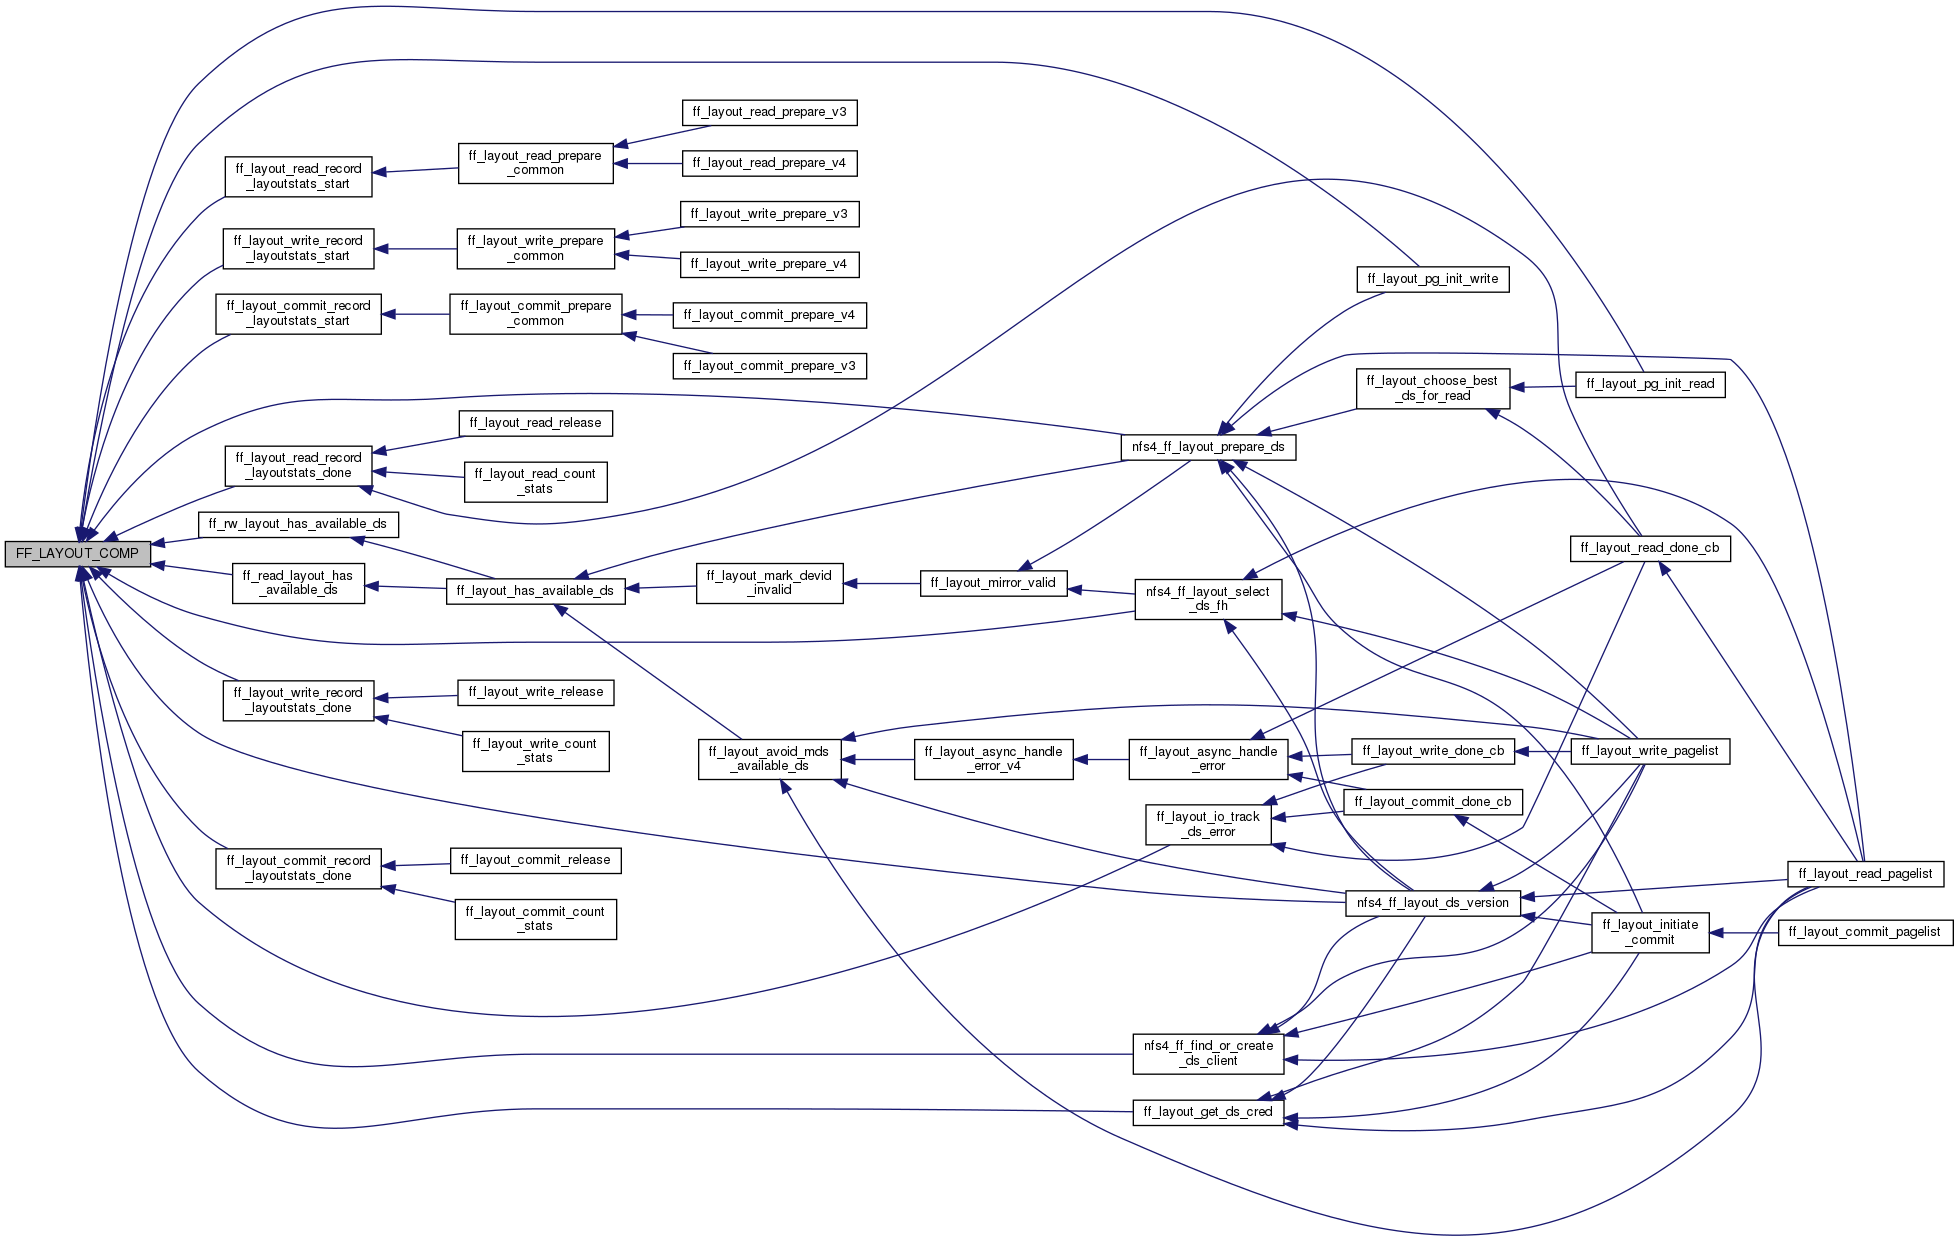 FF_LAYOUT_COMP
ff_layout_read_record
_layoutstats_start
ff_layout_write_record
_layoutstats_start
ff_layout_commit_record
_layoutstats_start
ff_layout_read_record
_layoutstats_done
ff_rw_layout_has_available_ds
ff_read_layout_has
_available_ds
ff_layout_write_record
_layoutstats_done
ff_layout_commit_record
_layoutstats_done
ff_layout_read_prepare
_common
ff_layout_write_prepare
_common
ff_layout_commit_prepare
_common
ff_layout_read_release
ff_layout_read_count
_stats
ff_layout_has_available_ds
ff_layout_write_release
ff_layout_write_count
_stats
ff_layout_commit_release
ff_layout_commit_count
_stats
ff_layout_read_prepare_v3
ff_layout_read_prepare_v4
ff_layout_write_prepare_v3
ff_layout_write_prepare_v4
ff_layout_commit_prepare_v4
ff_layout_commit_prepare_v3
ff_layout_mark_devid
_invalid
ff_layout_avoid_mds
_available_ds
ff_layout_mirror_valid
ff_layout_async_handle
_error_v4
nfs4_ff_layout_prepare_ds
nfs4_ff_layout_select
_ds_fh
ff_layout_async_handle
_error
ff_layout_io_track
_ds_error
nfs4_ff_find_or_create
_ds_client
ff_layout_get_ds_cred
ff_layout_pg_init_write
ff_layout_choose_best
_ds_for_read
ff_layout_write_done_cb
ff_layout_commit_done_cb
nfs4_ff_layout_ds_version
ff_layout_pg_init_read
ff_layout_read_done_cb
ff_layout_write_pagelist
ff_layout_initiate
_commit
ff_layout_read_pagelist
ff_layout_commit_pagelist